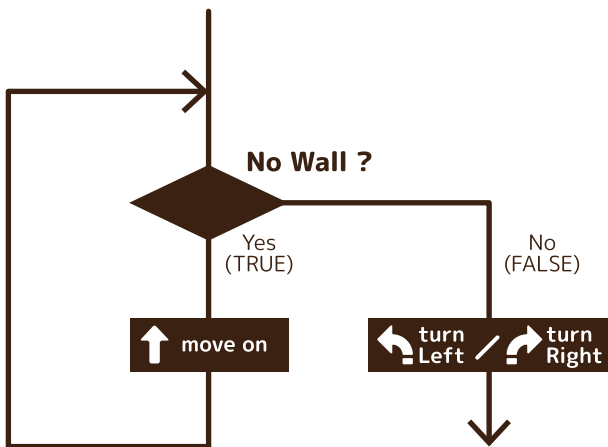 No Wall ?
Yes
(TRUE)
No
(FALSE)
move on
turn
Left
turn
Right